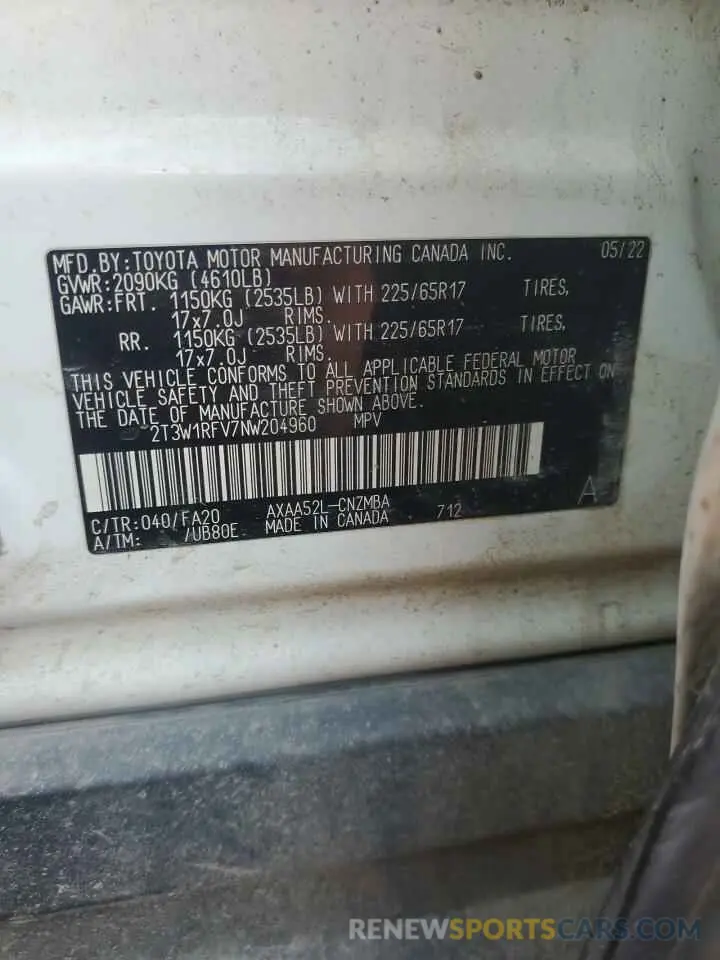 MFD.BY:TOYOTA MOTOR MANUFACTURING CANADA INC. 05/22
GVWR:2090KG (4610LB)
GAWR:FRT. 1150KG (2535LB) WITH 225/65R17 TIRES,
17x7.0J RIMS.
RR. 1150KG (2535LB) WITH 225/65R17 TIRES,
17x7.0J RIMS.
THIS VEHICLE CONFORMS TO ALL APPLICABLE FEDERAL MOTOR
VEHICLE SAFETY AND THEFT PREVENTION STANDARDS IN EFFECT ON
THE DATE OF MANUFACTURE SHOWN ABOVE.
2T3W1RFV7NW204960 MPV
A
C/TR:040/FA20 AXAA52L-CNZMBA 712
A/TM: /UB80E MADE IN CANADA
RENEWSPORTSCARS.COM